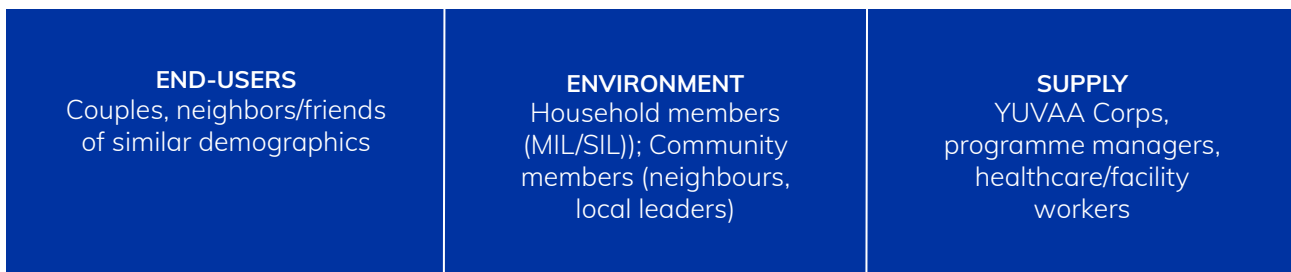 END-USERS
Couples, neighbors/friends
of similar demographics
ENVIRONMENT
Household members
(MIL/SIL)); Community
members (neighbours,
local leaders)
SUPPLY
YUVAA Corps,
programme managers,
healthcare/facility
workers